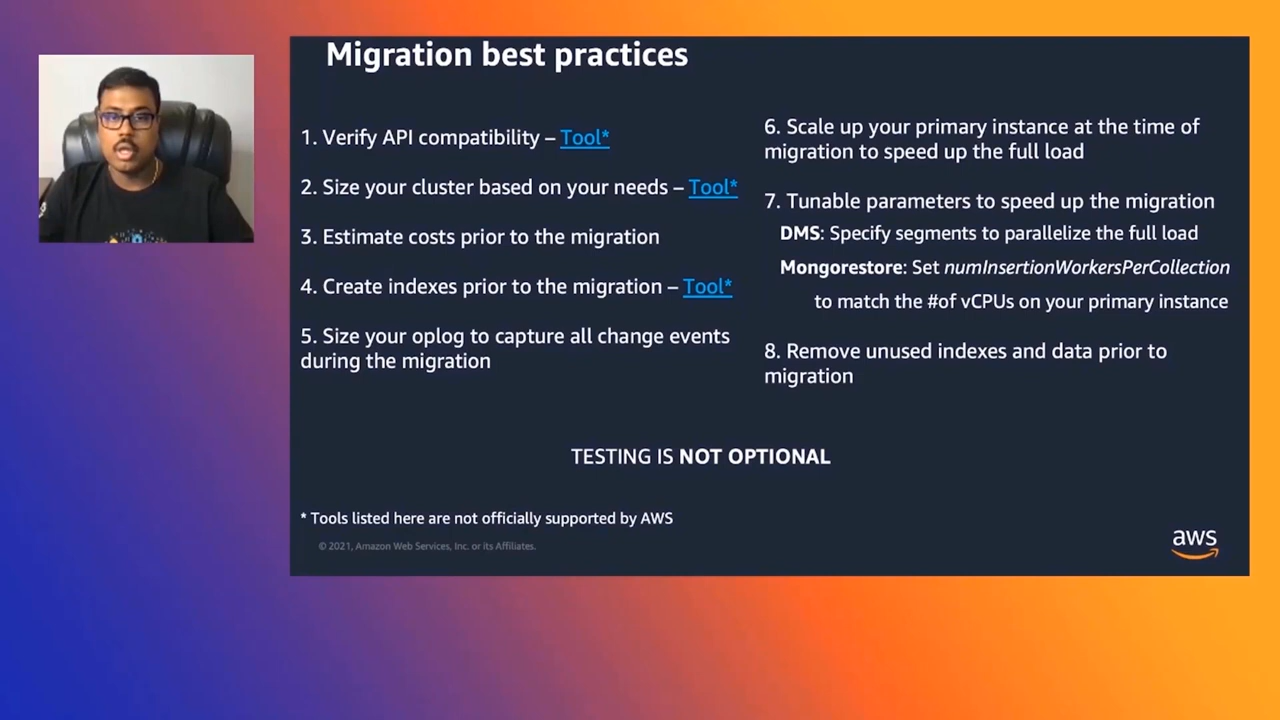 Migration best practices
1. Verify API compatibility – Tool*
2. Size your cluster based on your needs – Tool*
3. Estimate costs prior to the migration
4. Create indexes prior to the migration – Tool*
5. Size your oplog to capture all change events
during the migration
6. Scale up your primary instance at the time of
migration to speed up the full load
7. Tunable parameters to speed up the migration
DMS: Specify segments to parallelize the full load
Mongorestore: Set numInsertionWorkersPerCollection
to match the #of vCPUs on your primary instance
8. Remove unused indexes and data prior to
migration
TESTING IS NOT OPTIONAL
* Tools listed here are not officially supported by AWS
© 2021, Amazon Web Services, Inc. or its Affiliates.
aws